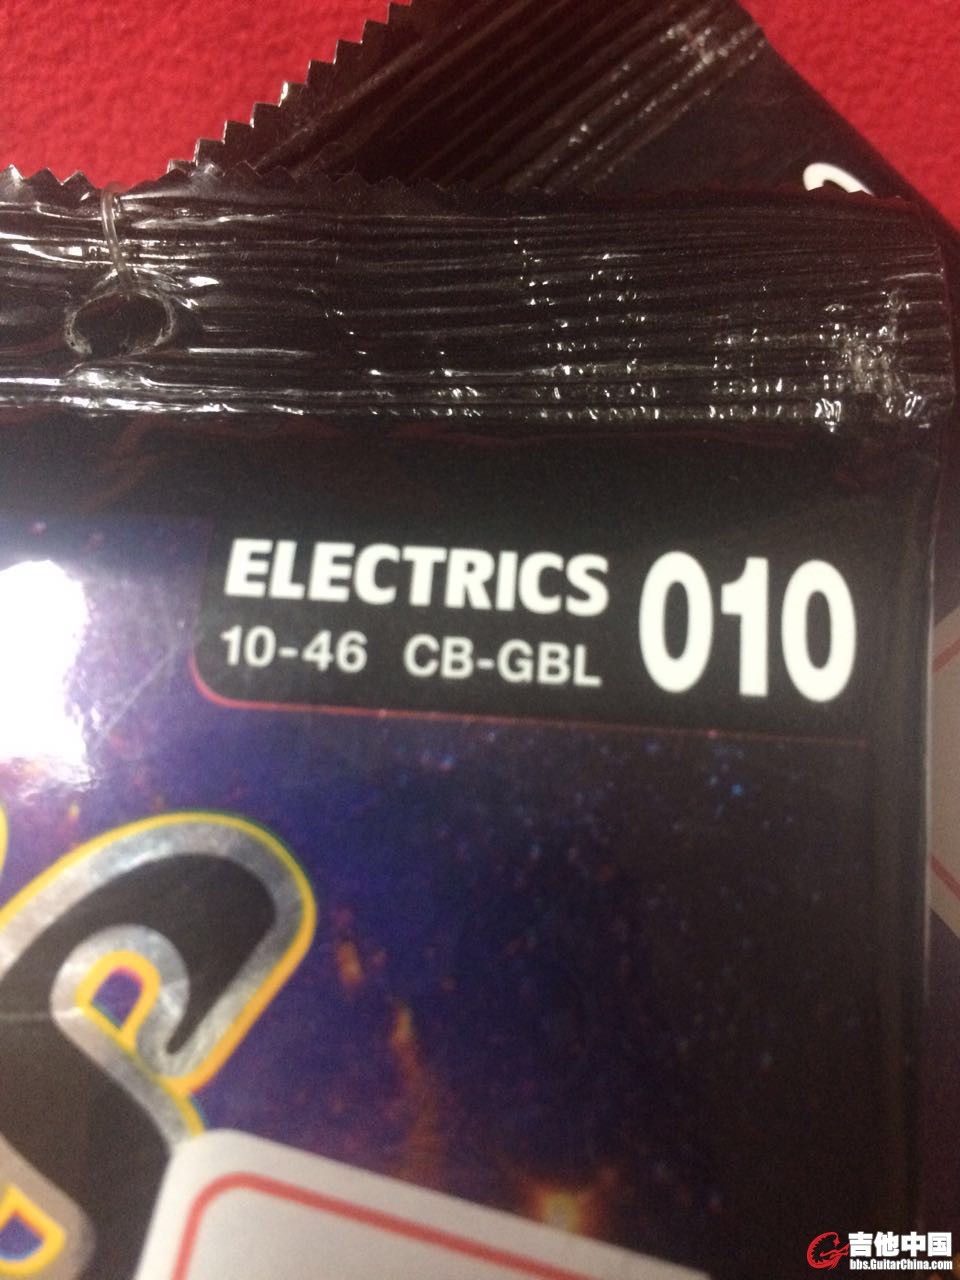 ELECTRICS 010
10-46 CB-GBL
吉他中国
bbs.GuitarChina.com